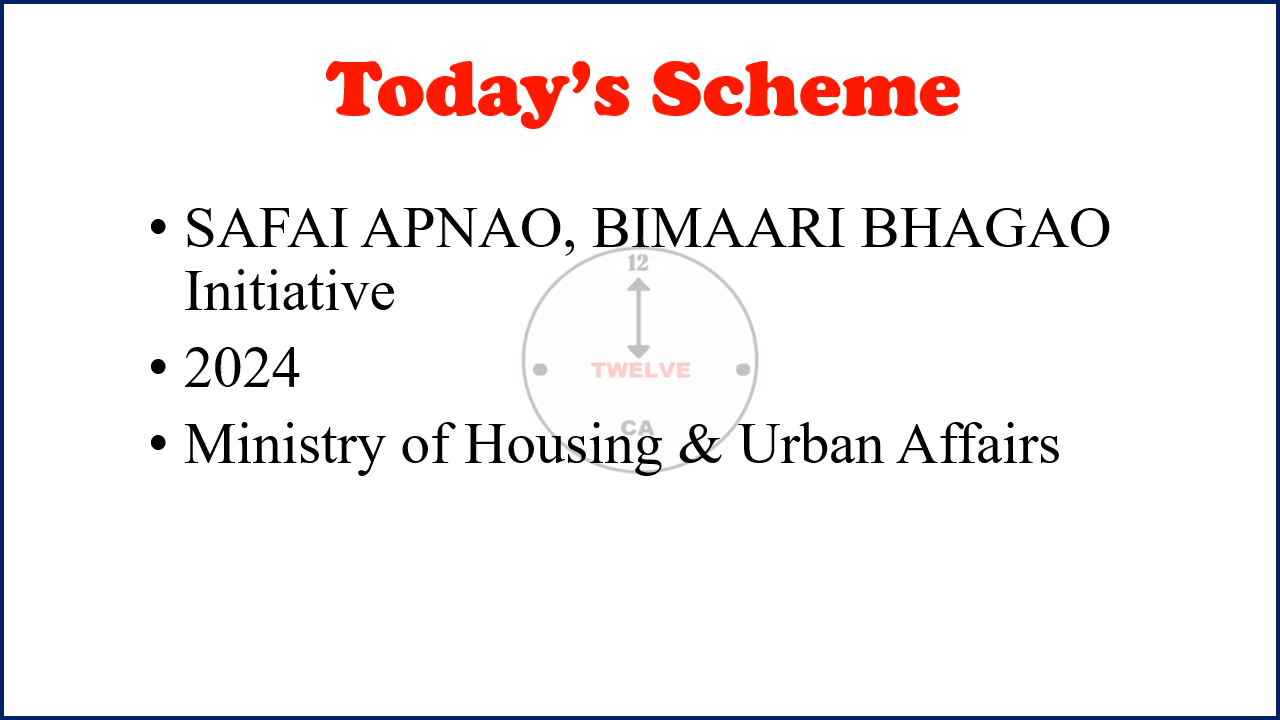 Today’s Scheme
• SAFAI APNAO, BIMAARI BHAGAO
Initiative
12
• 2024
TWELVE
CA
• Ministry of Housing & Urban Affairs